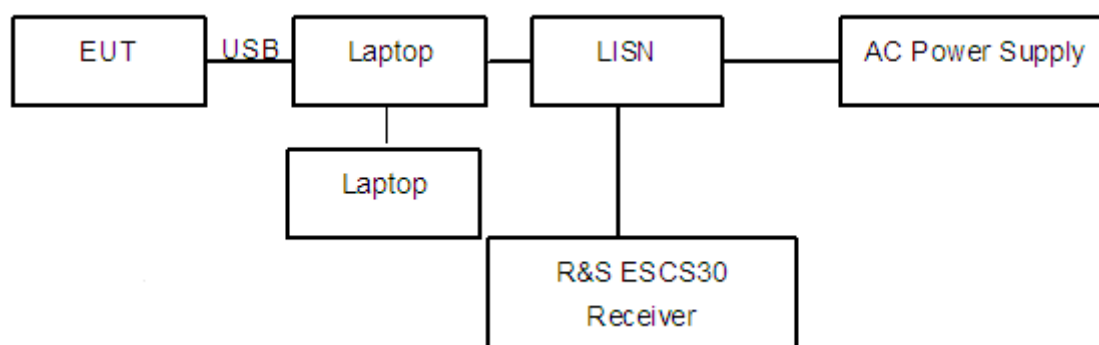 EUT
USB
Laptop
LISN
AC Power Supply
Laptop
R&S ESCS30
Receiver